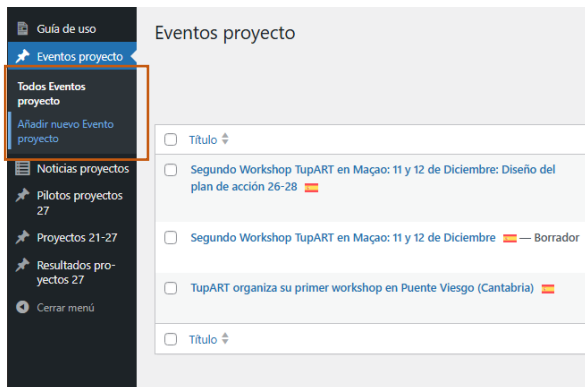 Guía de uso
Eventos proyecto
Todos Eventos
proyecto
Añadir nuevo Evento
proyecto
Noticias proyectos
Pilotos proyectos
27
Proyectos 21-27
Resultados pro-
yectos 27
Cerrar menú
Eventos proyecto
Título
Segundo Workshop TupART en Maçao: 11 y 12 de Diciembre: Diseño del
plan de acción 26-28
Segundo Workshop TupART en Maçao: 11 y 12 de Diciembre — Borrador
TupART organiza su primer workshop en Puente Viesgo (Cantabria)
Título